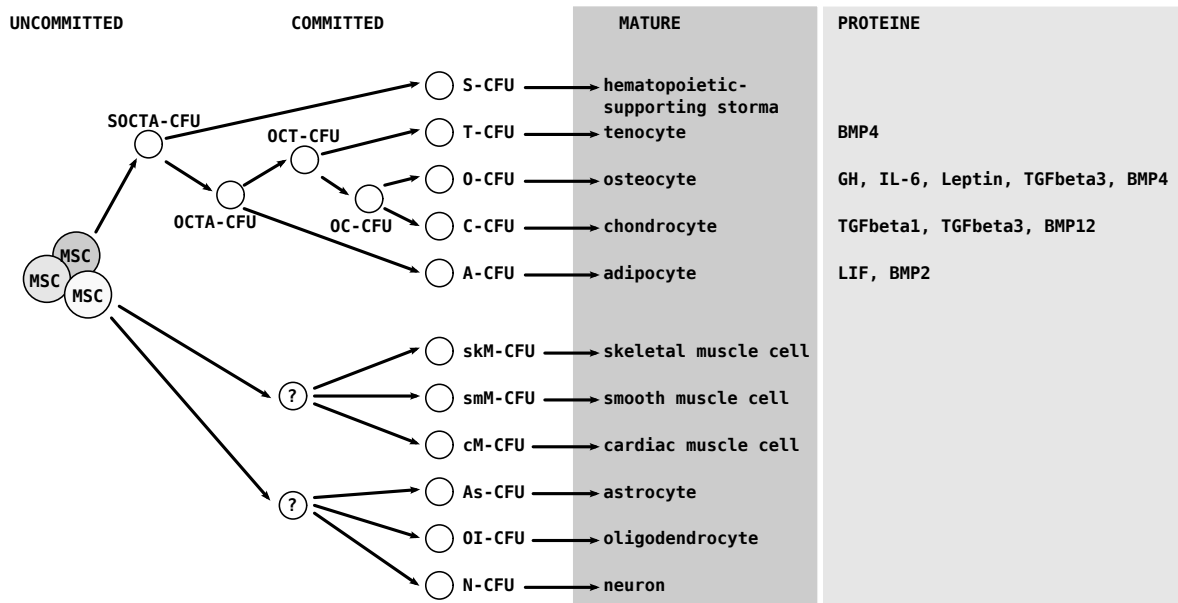 UNCOMMITTED COMMITTED MATURE PROTEINE
S-CFU hematopoietic-
supporting storma
SOCTA-CFU
OCT-CFU T-CFU tenocyte BMP4
O-CFU osteocyte GH, IL-6, Leptin, TGFbeta3, BMP4
OCTA-CFU OC-CFU C-CFU chondrocyte TGFbeta1, TGFbeta3, BMP12
MSC
MSC
MSC
A-CFU adipocyte LIF, BMP2
skM-CFU skeletal muscle cell
? smM-CFU smooth muscle cell
cM-CFU cardiac muscle cell
As-CFU astrocyte
?
OI-CFU oligodendrocyte
N-CFU neuron